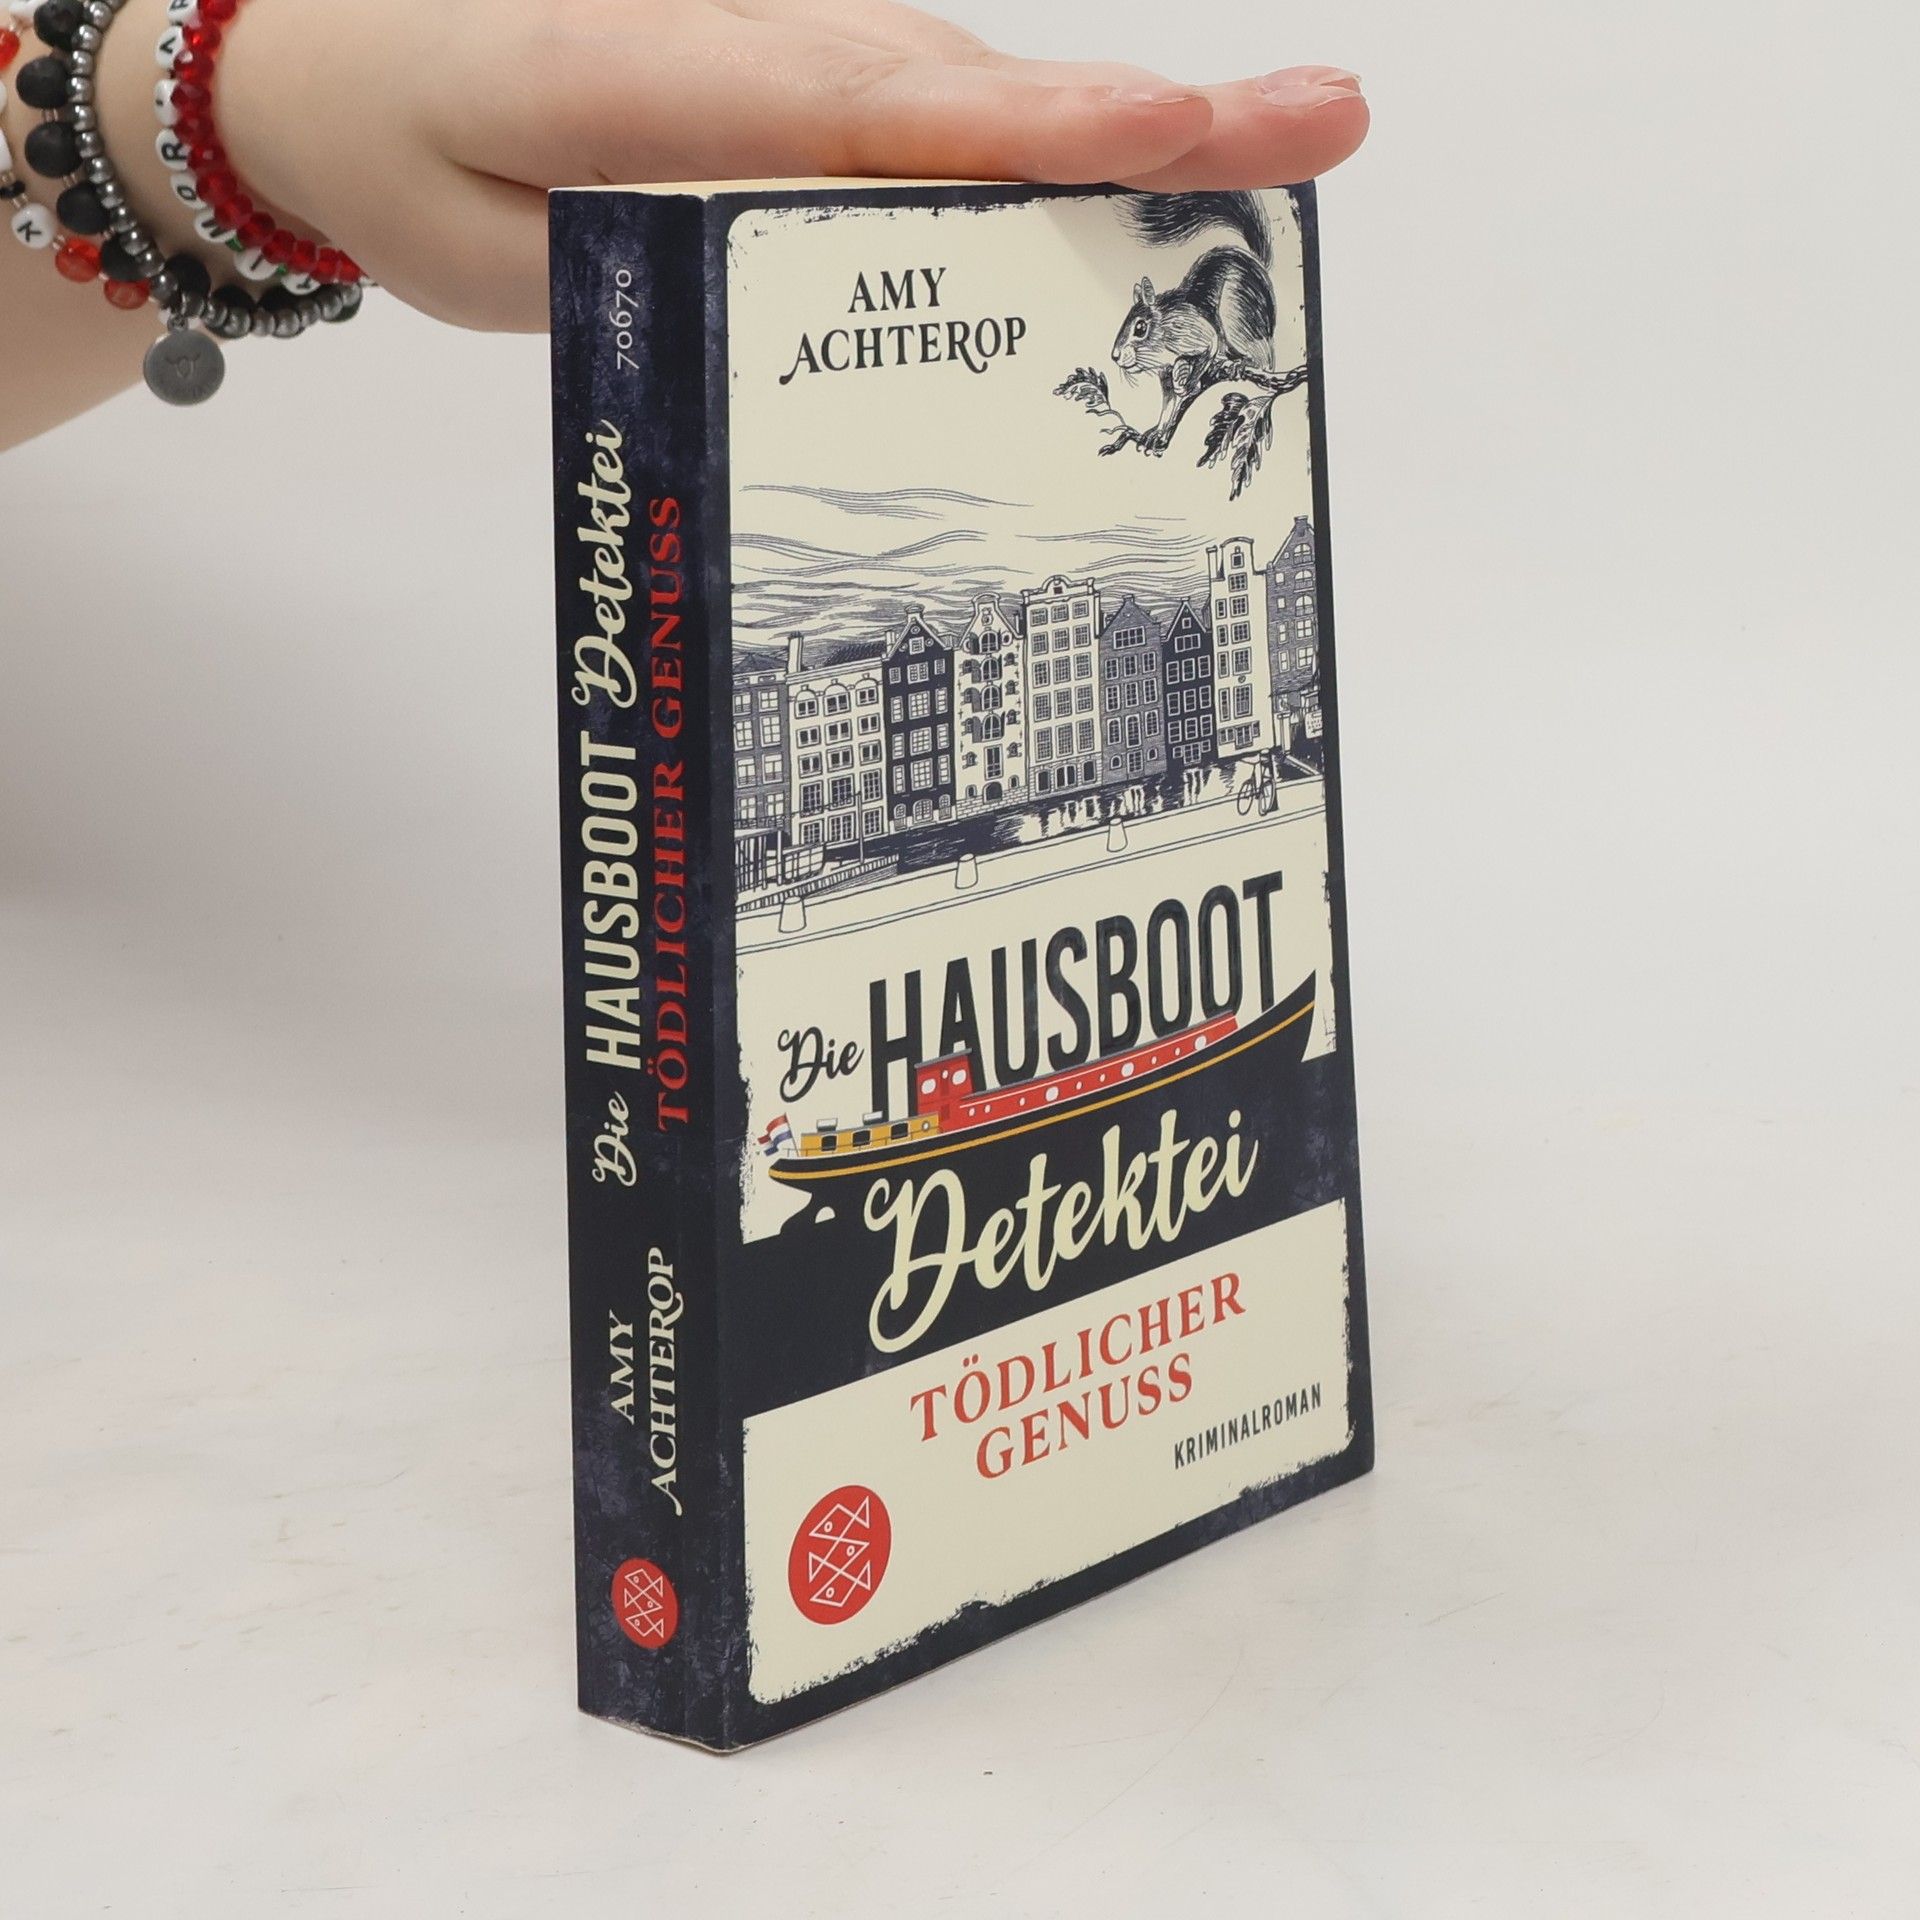 70670
Die HAUSBOOT Detektei
TÖDLICHER GENUSS
AMY
ACHTEROP
AMY
ACHTEROP
Die HAUSBOOT
Detektei
TÖDLICHER
GENUSS
KRIMINALROMAN